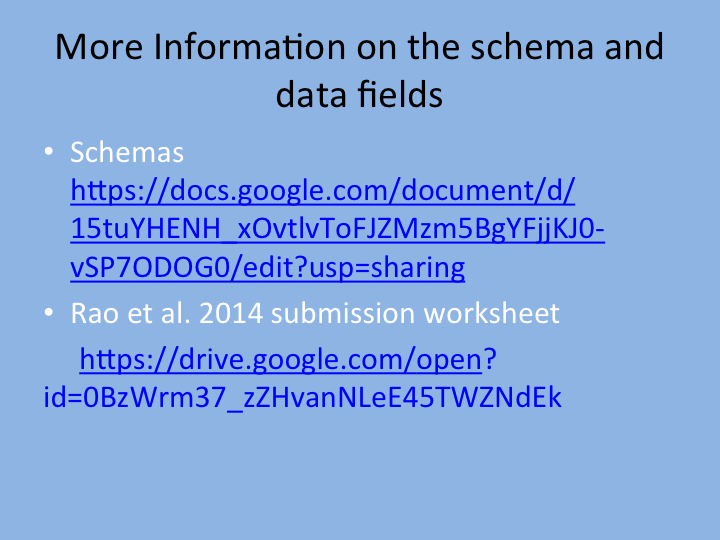 More Information on the schema and
data fields
• Schemas
https://docs.google.com/document/d/
15tuYHENH_xOvtlvToFJZMzm5BgYFjjKJ0-
vSP7ODOG0/edit?usp=sharing
• Rao et al. 2014 submission worksheet
https://drive.google.com/open?
id=0BzWrm37_zZHvanNLeE45TWZNdEk